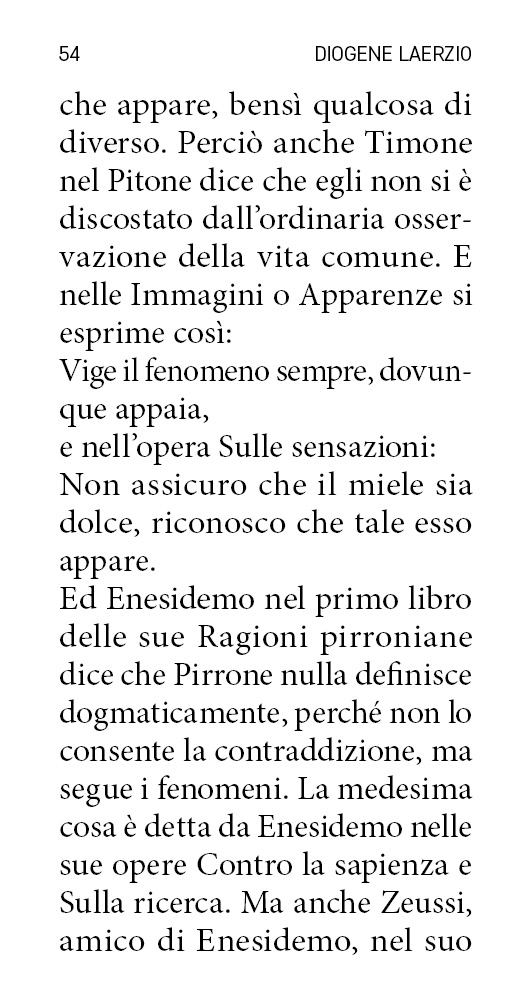 54 DIOGENE LAERZIO
che appare, bensì qualcosa di
diverso. Perciò anche Timone
nel Pitone dice che egli non si è
discostato dall’ordinaria osser-
vazione della vita comune. E
nelle Immagini o Apparenze si
esprime così:
Vige il fenomeno sempre, dovun-
que appaia,
e nell’opera Sulle sensazioni:
Non assicuro che il miele sia
dolce, riconosco che tale esso
appare.
Ed Enesidemo nel primo libro
delle sue Ragioni pirroniane
dice che Pirrone nulla definisce
dogmaticamente, perché non lo
consente la contraddizione, ma
segue i fenomeni. La medesima
cosa è detta da Enesidemo nelle
sue opere Contro la sapienza e
Sulla ricerca. Ma anche Zeussi,
amico di Enesidemo, nel suo